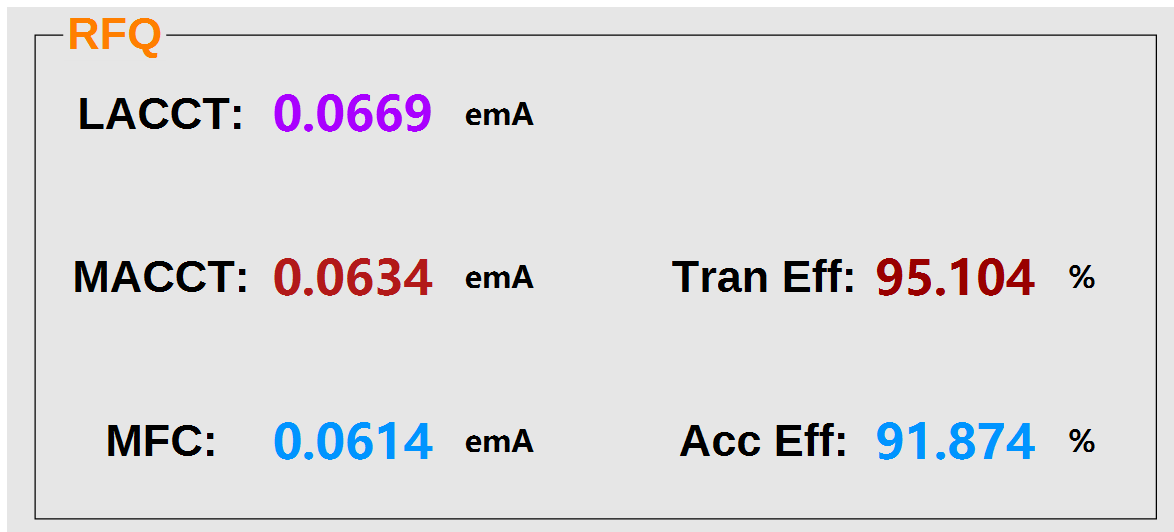 RFQ
LACCT: 0.0669 emA
MACCT: 0.0634 emA Tran Eff: 95.104 %
MFC: 0.0614 emA Acc Eff: 91.874 %